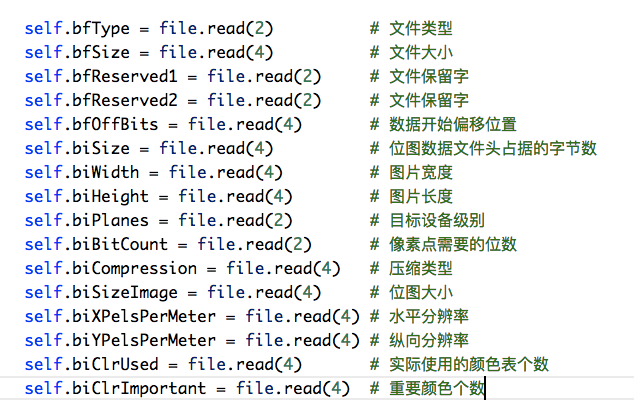 self.bfType = file.read(2) # 文件类型
self.bfSize = file.read(4) # 文件大小
self.bfReserved1 = file.read(2) # 文件保留字
self.bfReserved2 = file.read(2) # 文件保留字
self.bfOffBits = file.read(4) # 数据开始偏移位置
self.biSize = file.read(4) # 位图数据文件头占据的字节数
self.biWidth = file.read(4) # 图片宽度
self.biHeight = file.read(4) # 图片长度
self.biPlanes = file.read(2) # 目标设备级别
self.biBitCount = file.read(2) # 像素点需要的位数
self.biCompression = file.read(4) # 压缩类型
self.biSizeImage = file.read(4) # 位图大小
self.biXPelsPerMeter = file.read(4) # 水平分辨率
self.biYPelsPerMeter = file.read(4) # 纵向分辨率
self.biClrUsed = file.read(4) # 实际使用的颜色表个数
self.biClrImportant = file.read(4) # 重要颜色个数